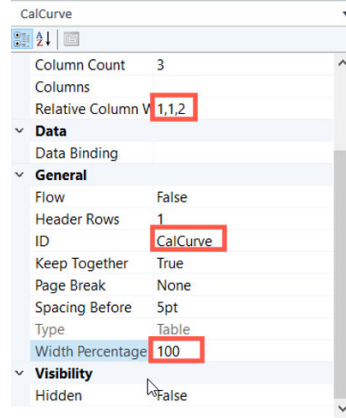 CalCurve
Column Count 3
Columns
Relative Column W 1,1,2
Data
Data Binding
General
Flow False
Header Rows 1
ID CalCurve
Keep Together True
Page Break None
Spacing Before 5pt
Type Table
Width Percentage 100
Visibility
Hidden False